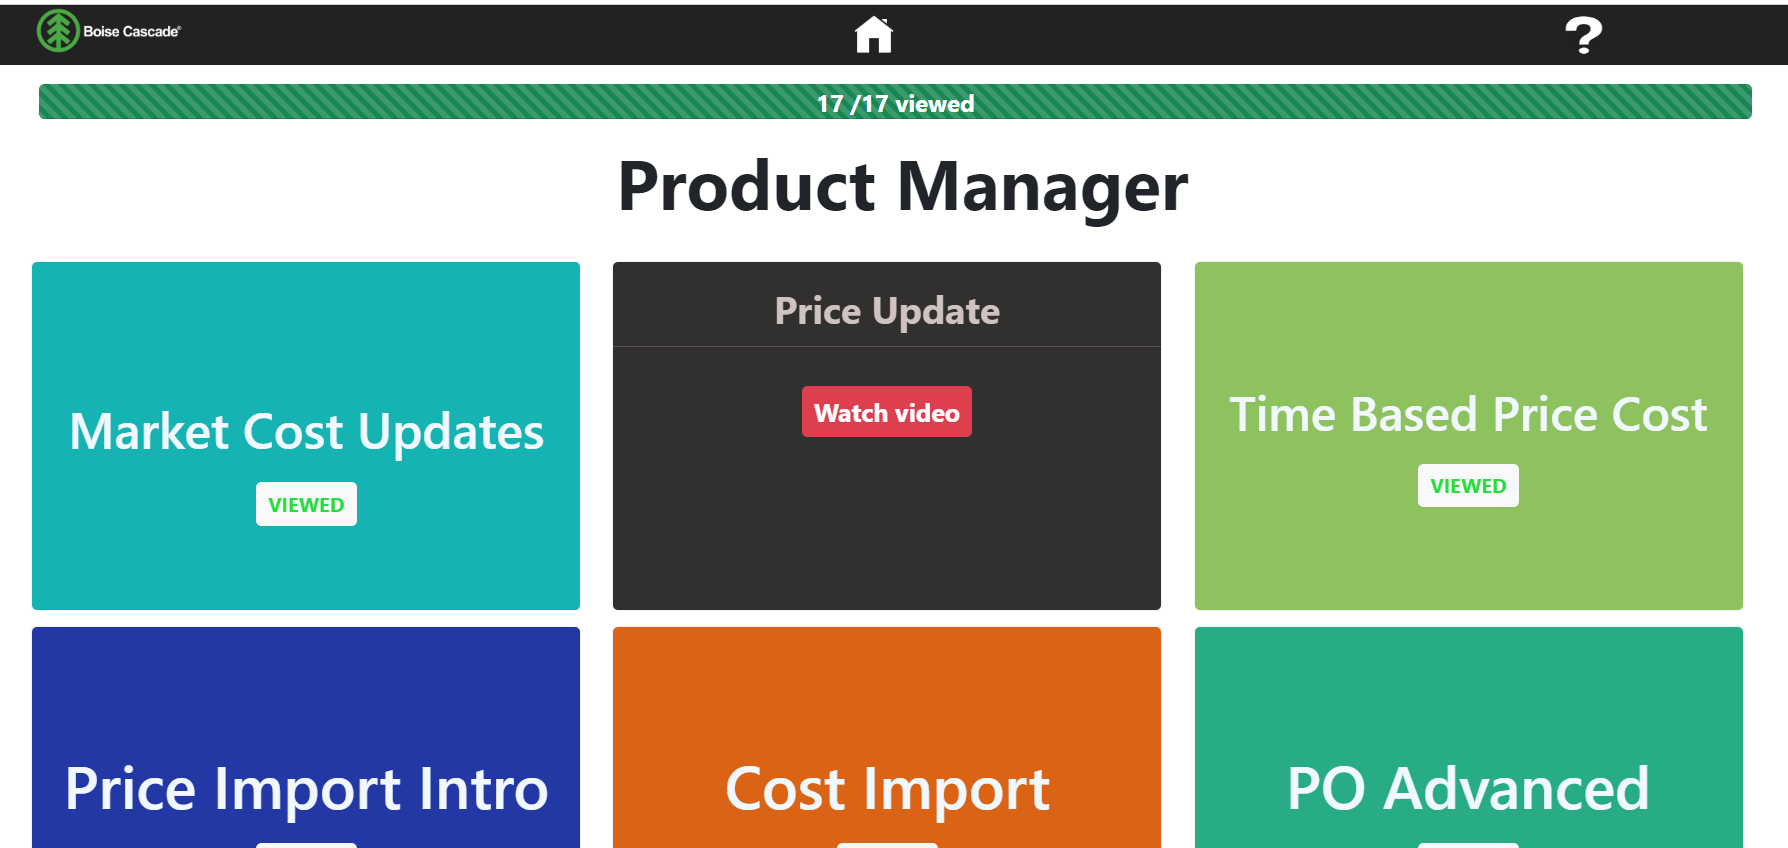 Boise Cascade®
?
17 /17 viewed
Product Manager
Market Cost Updates
VIEWED
Price Update
Watch video
Time Based Price Cost
VIEWED
Price Import Intro
Cost Import
PO Advanced